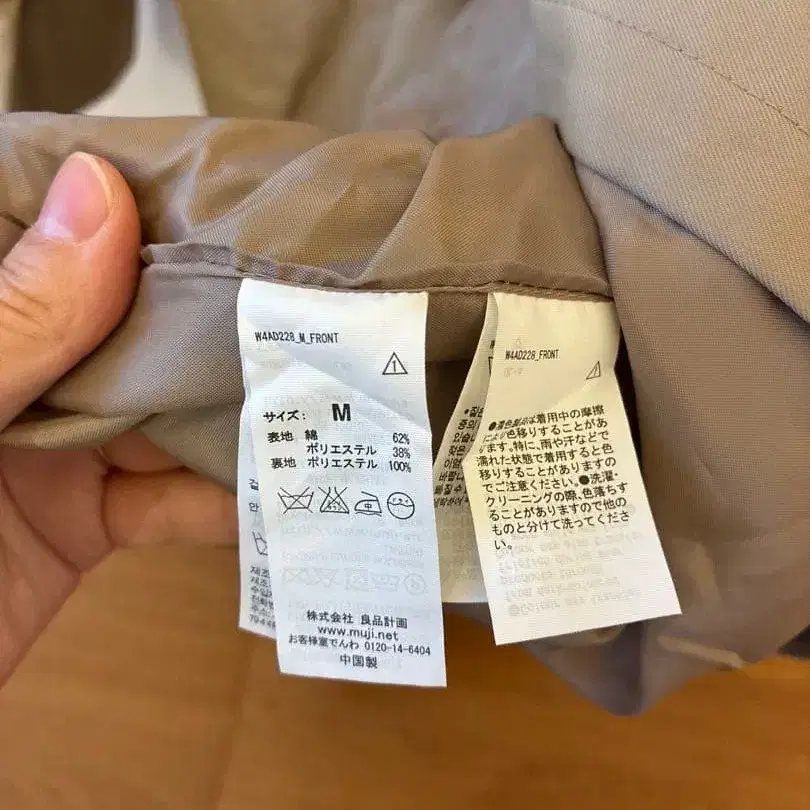 W4AD228_M_FRONT
1
サイズ: M
表地 綿 62%
ポリエステル 38%
裏地 ポリエステル 100%
中
株式会社 良品計画
www.muji.net
お客様室でんわ 0120-14-6404
中国製
W4AD228_FRONT
1
●濃色製品は着用中の摩擦
により色移りすることがあ
ります。特に、雨や汗などで
濡れた状態で着用すると色
移りすることがありますの
でご注意ください。●洗濯・
クリーニングの際、色落ちす
ることがありますので他の
ものと分けて洗ってくださ
い。